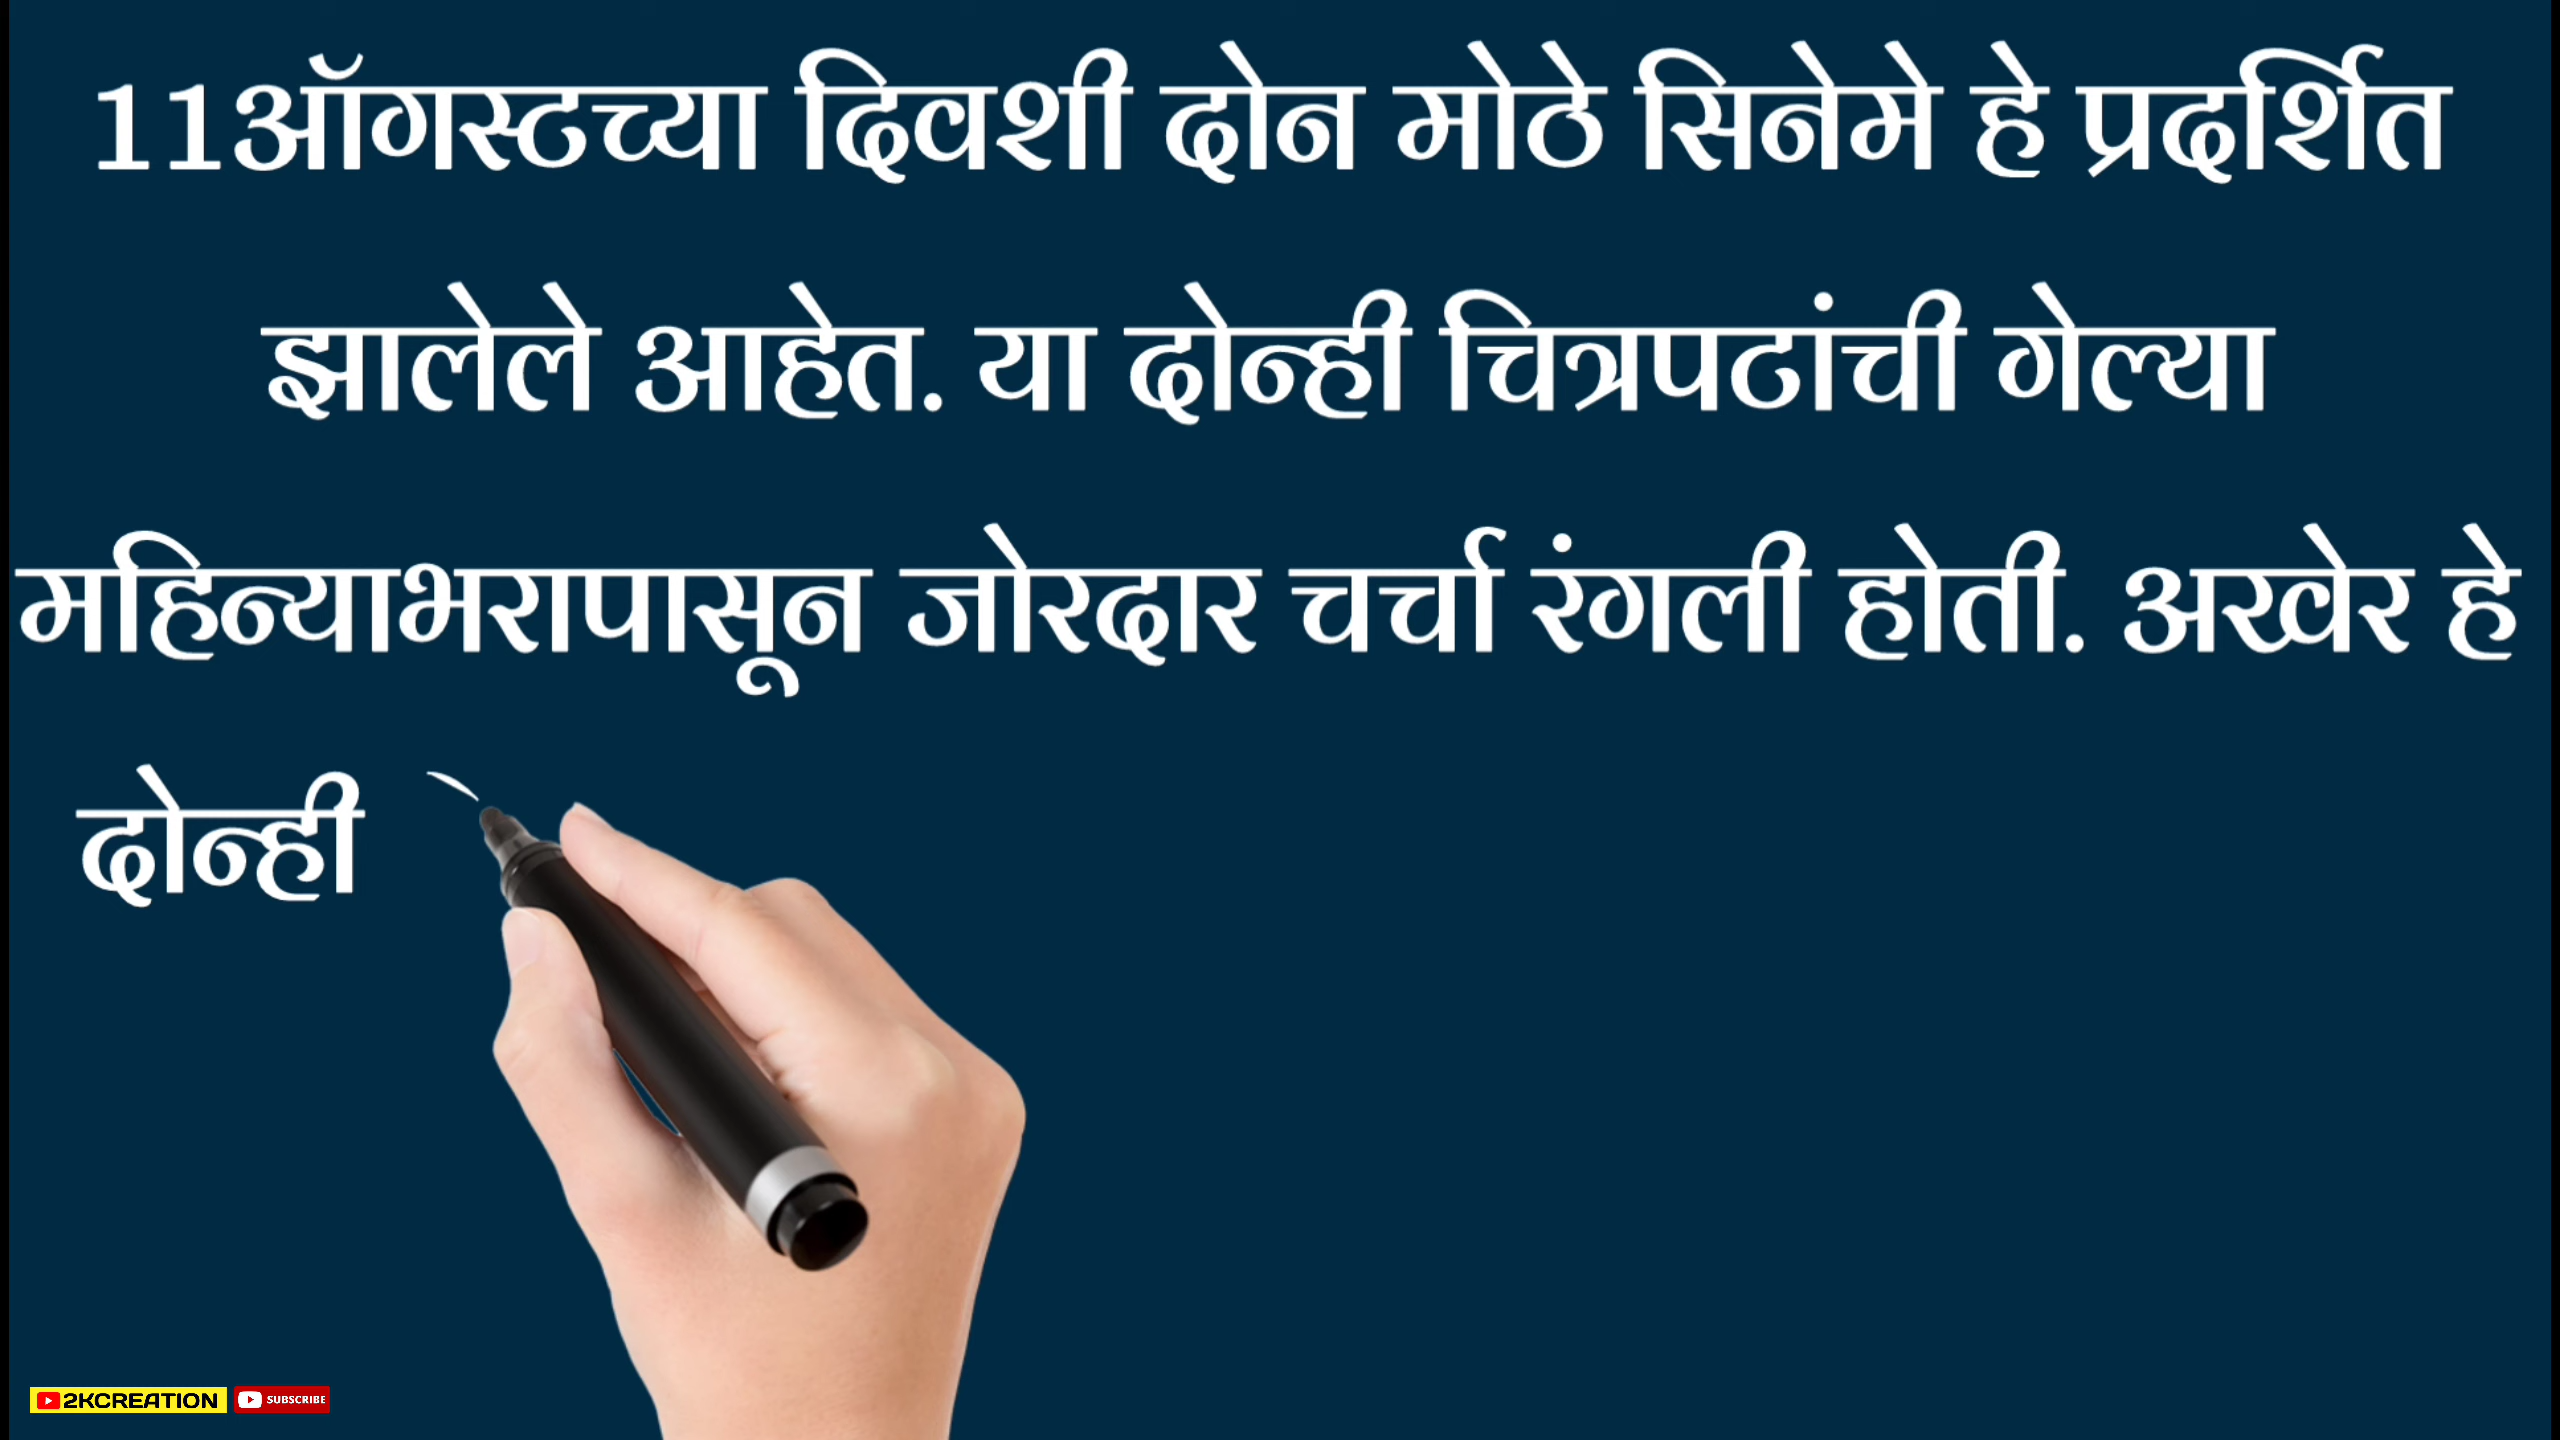 11ऑगस्टच्या दिवशी दोन मोठे सिनेमे हे प्रदर्शित
झालेले आहेत. या दोन्ही चित्रपटांची गेल्या
महिन्याभरापासून जोरदार चर्चा रंगली होती. अखेर हे
दोन्ही
2KCREATION SUBSCRIBE